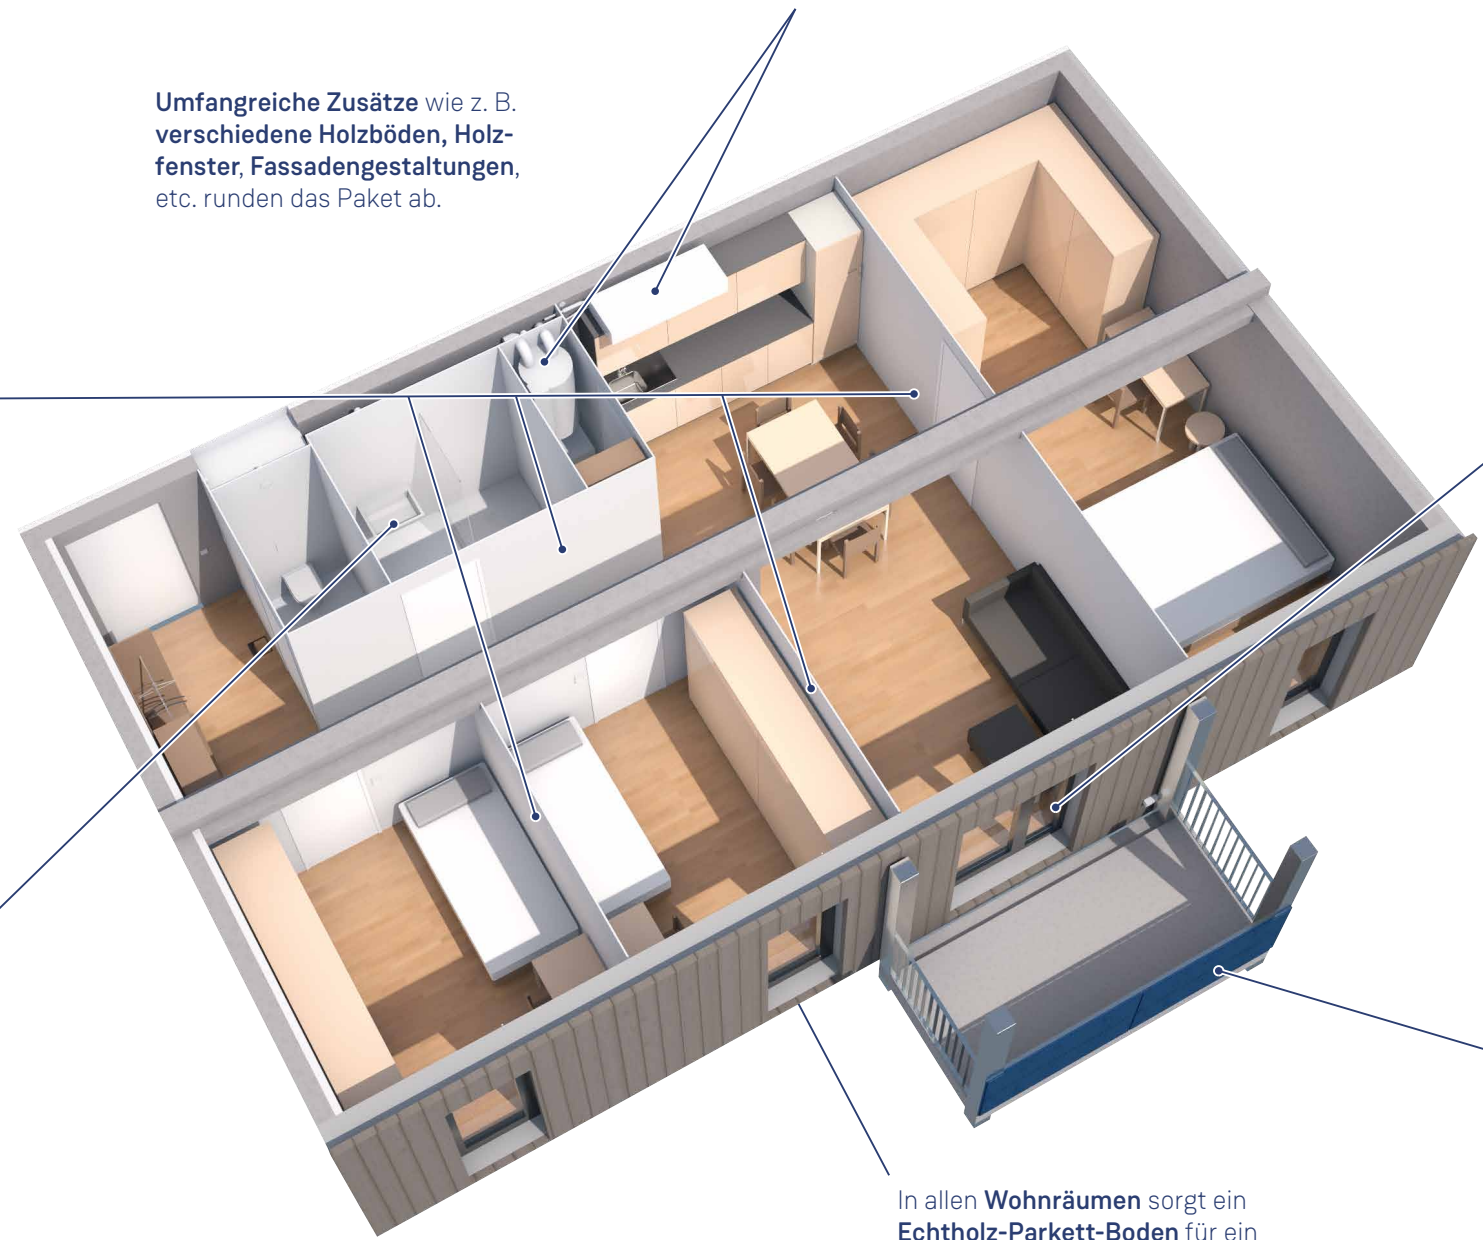 Umfangreiche Zusätze wie z. B.
verschiedene Holzböden, Holz-
fenster, Fassadengestaltungen,
etc. runden das Paket ab.
In allen Wohnräumen sorgt ein
Echtholz-Parkett-Boden für ein